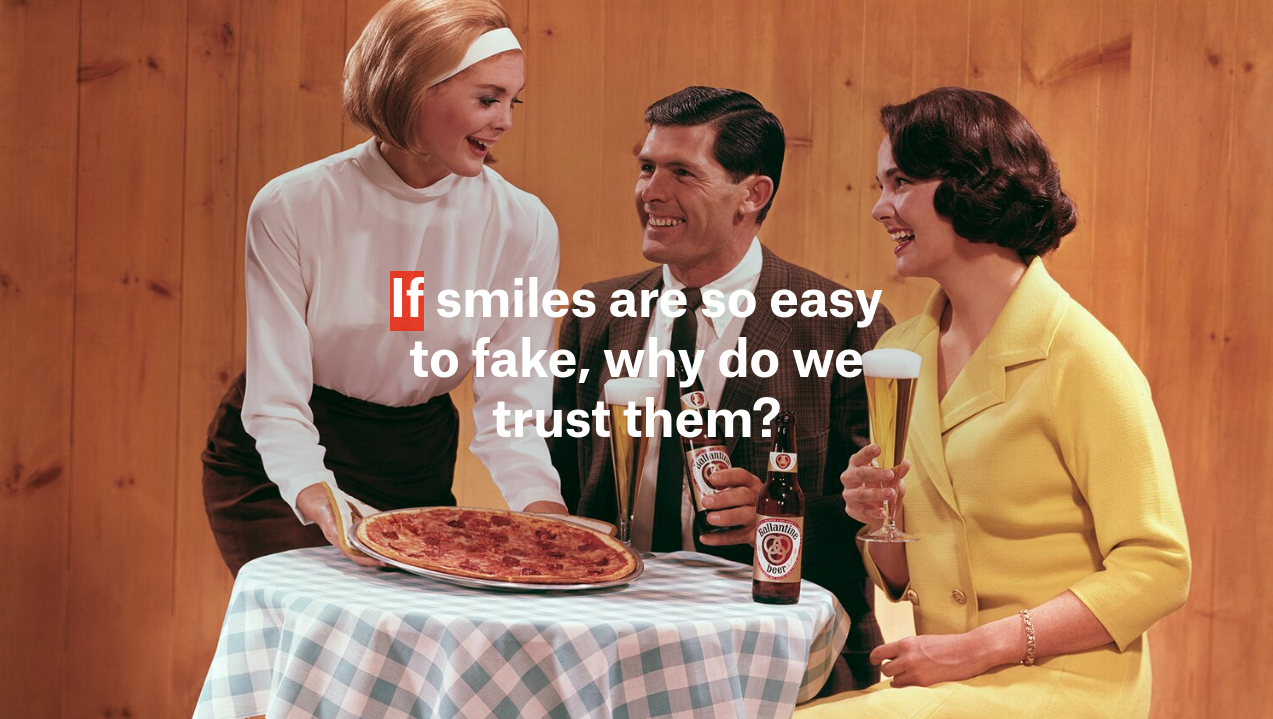 If smiles are so easy
to fake, why do we
trust them?
Ballantine
Ballantine
beer